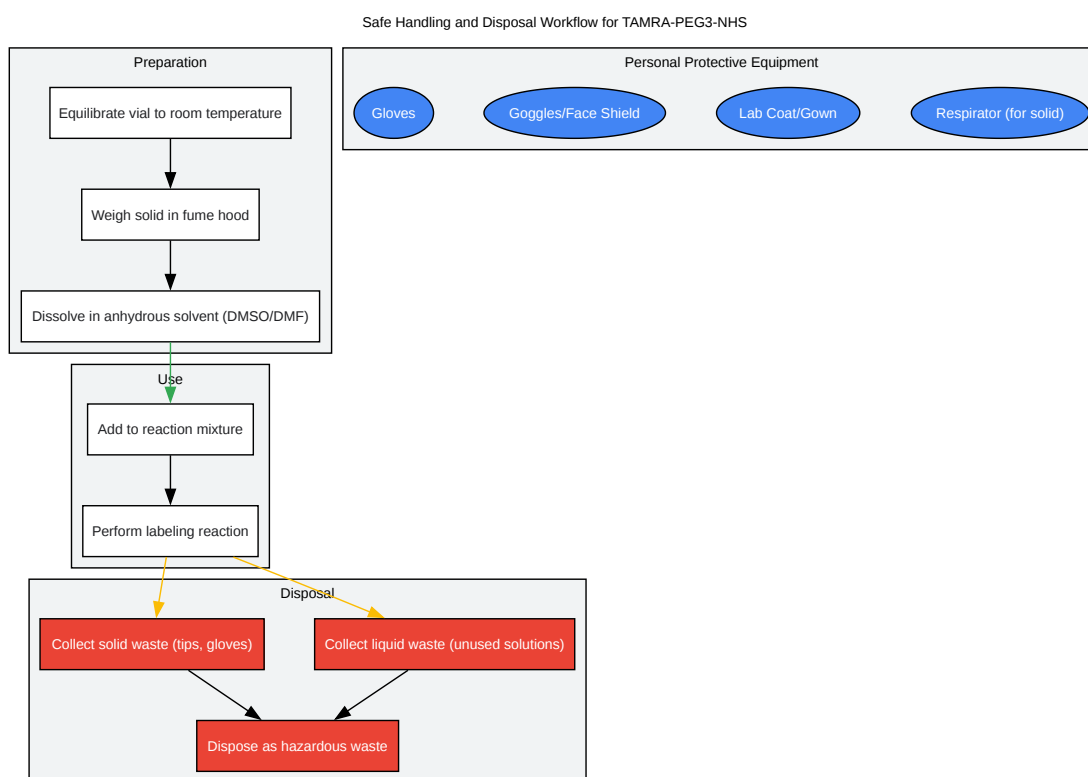 Safe Handling and Disposal Workflow for TAMRA-PEG3-NHS
Preparation
Equilibrate vial to room temperature
Weigh solid in fume hood
Dissolve in anhydrous solvent (DMSO/DMF)
Personal Protective Equipment
Gloves
Goggles/Face Shield
Lab Coat/Gown
Respirator (for solid)
Use
Add to reaction mixture
Perform labeling reaction
Disposal
Collect solid waste (tips, gloves)
Collect liquid waste (unused solutions)
Dispose as hazardous waste